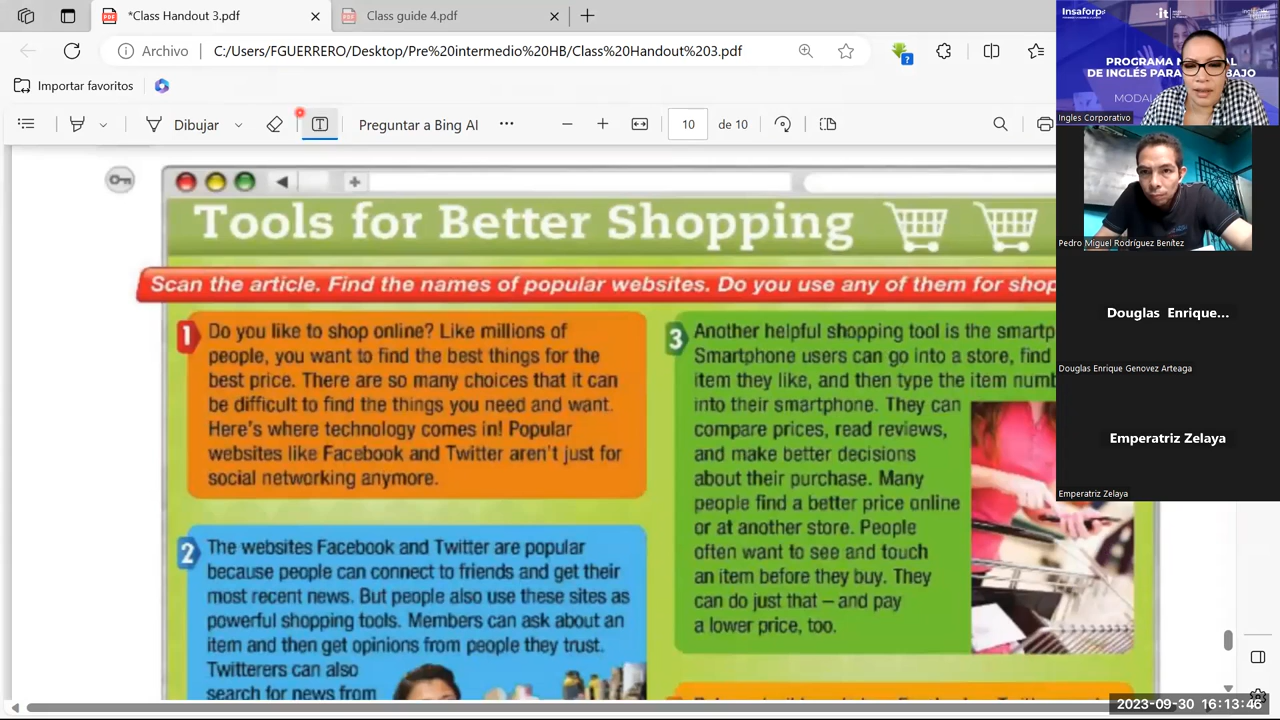 *Class Handout 3.pdf
Class guide 4.pdf
Archivo
C:/Users/FGUERRERO/Desktop/Pre%20intermedio%20HB/Class%20Handout%203.pdf
Importar favoritos
Dibujar
Preguntar a Bing AI
10
de 10
Tools for Better Shopping
Scan the article. Find the names of popular websites. Do you use any of them for shop
1
Do you like to shop online? Like millions of
people, you want to find the best things for the
best price. There are so many choices that it can
be difficult to find the things you need and want.
Here's where technology comes in! Popular
websites like Facebook and Twitter aren't just for
social networking anymore.
2
The websites Facebook and Twitter are popular
because people can connect to friends and get their
most recent news. But people also use these sites as
powerful shopping tools. Members can ask about an
item and then get opinions from people they trust.
Twitterers can also
search for news from
3
Another helpful shopping tool is the smartp
Smartphone users can go into a store, find
item they like, and then type the item numb
into their smartphone. They can
compare prices, read reviews,
and make better decisions
about their purchase. Many
people find a better price online
or at another store. People
often want to see and touch
an item before they buy. They
can do just that – and pay
a lower price, too.
Insaforp
it
PROGRAMA N AL
DE INGLÉS PARA BAJO
MODAL
Ingles Corporativo
Pedro Miguel Rodríguez Benítez
Douglas Enrique...
Douglas Enrique Genovez Arteaga
Emperatriz Zelaya
Emperatriz Zelaya
2023-09-30 16:13:46